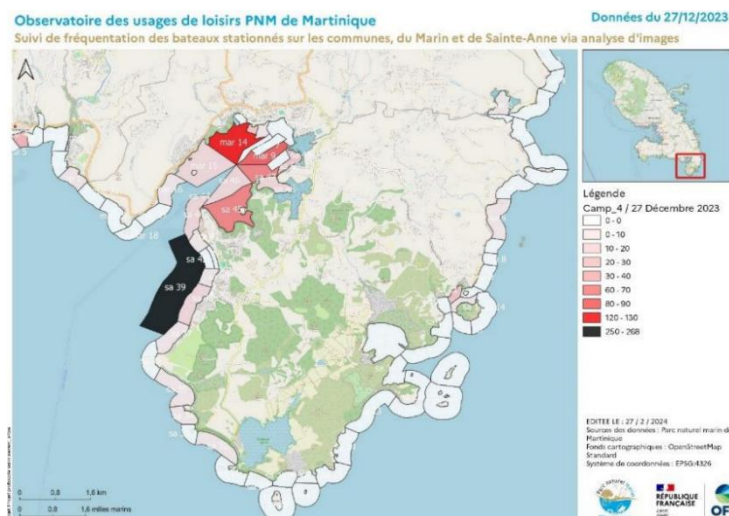 Observatoire des usages de loisirs PNM de Martinique
Données du 27/12/2023
Suivi de fréquentation des bateaux stationnés sur les communes, du Marin et de Sainte-Anne via analyse d'images
mar 14
mar 9
sa 45
sa 39
Légende
Camp_4 / 27 Décembre 2023
0 - 0
0 - 10
10 - 20
20 - 30
30 - 40
60 - 70
80 - 90
120 - 130
250 - 268
EDITEE LE : 27 / 2 / 2024
Sources des données : Parc naturel marin de
Martinique
Fonds cartographiques : OpenStreetMap
Standard
Système de coordonnées : EPSG:4326
0 0,8 1,6 km
0 0,8 1,6 milles marins
RÉPUBLIQUE
FRANÇAISE